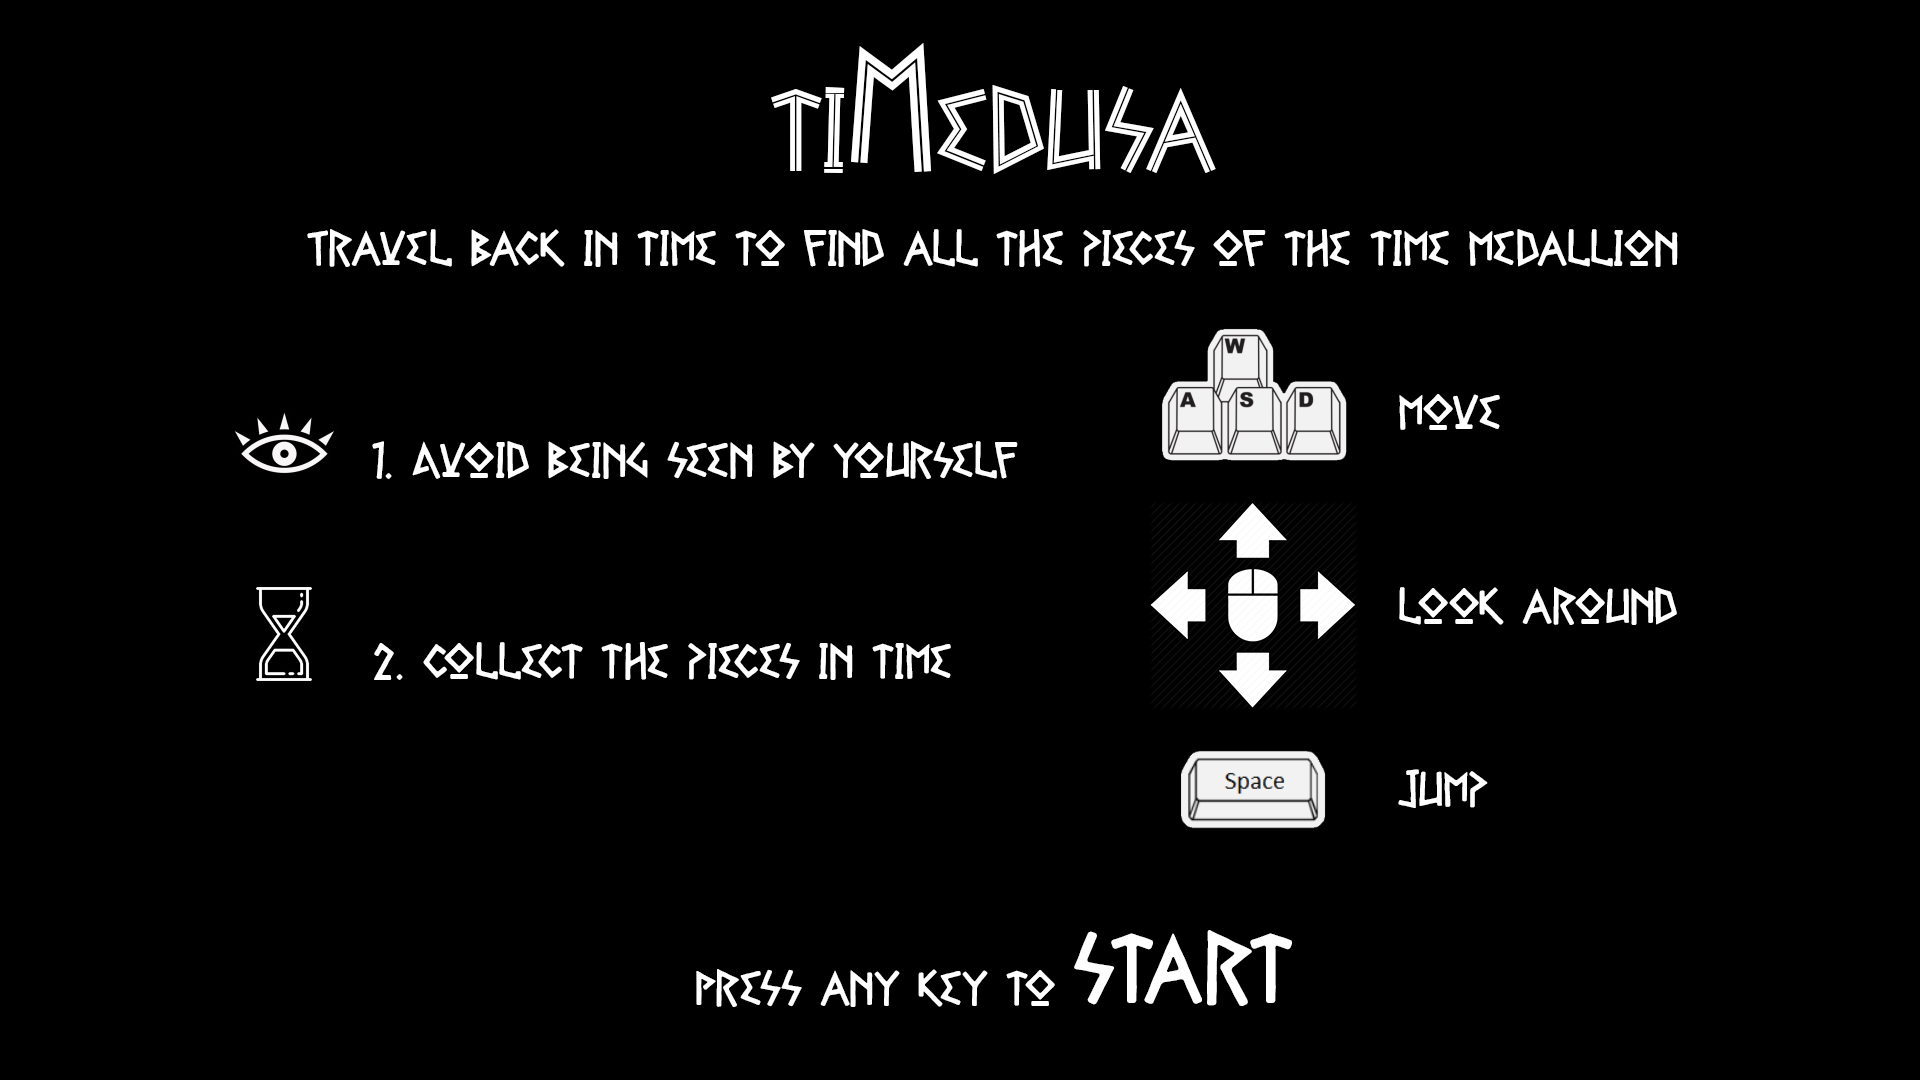 TIMEDUSA
TRAVEL BACK IN TIME TO FIND ALL THE PIECES OF THE TIME MEDALLION
1. AVOID BEING SEEN BY YOURSELF
2. COLLECT THE PIECES IN TIME
W
A S D
MOVE
LOOK AROUND
Space
JUMP
PRESS ANY KEY TO START